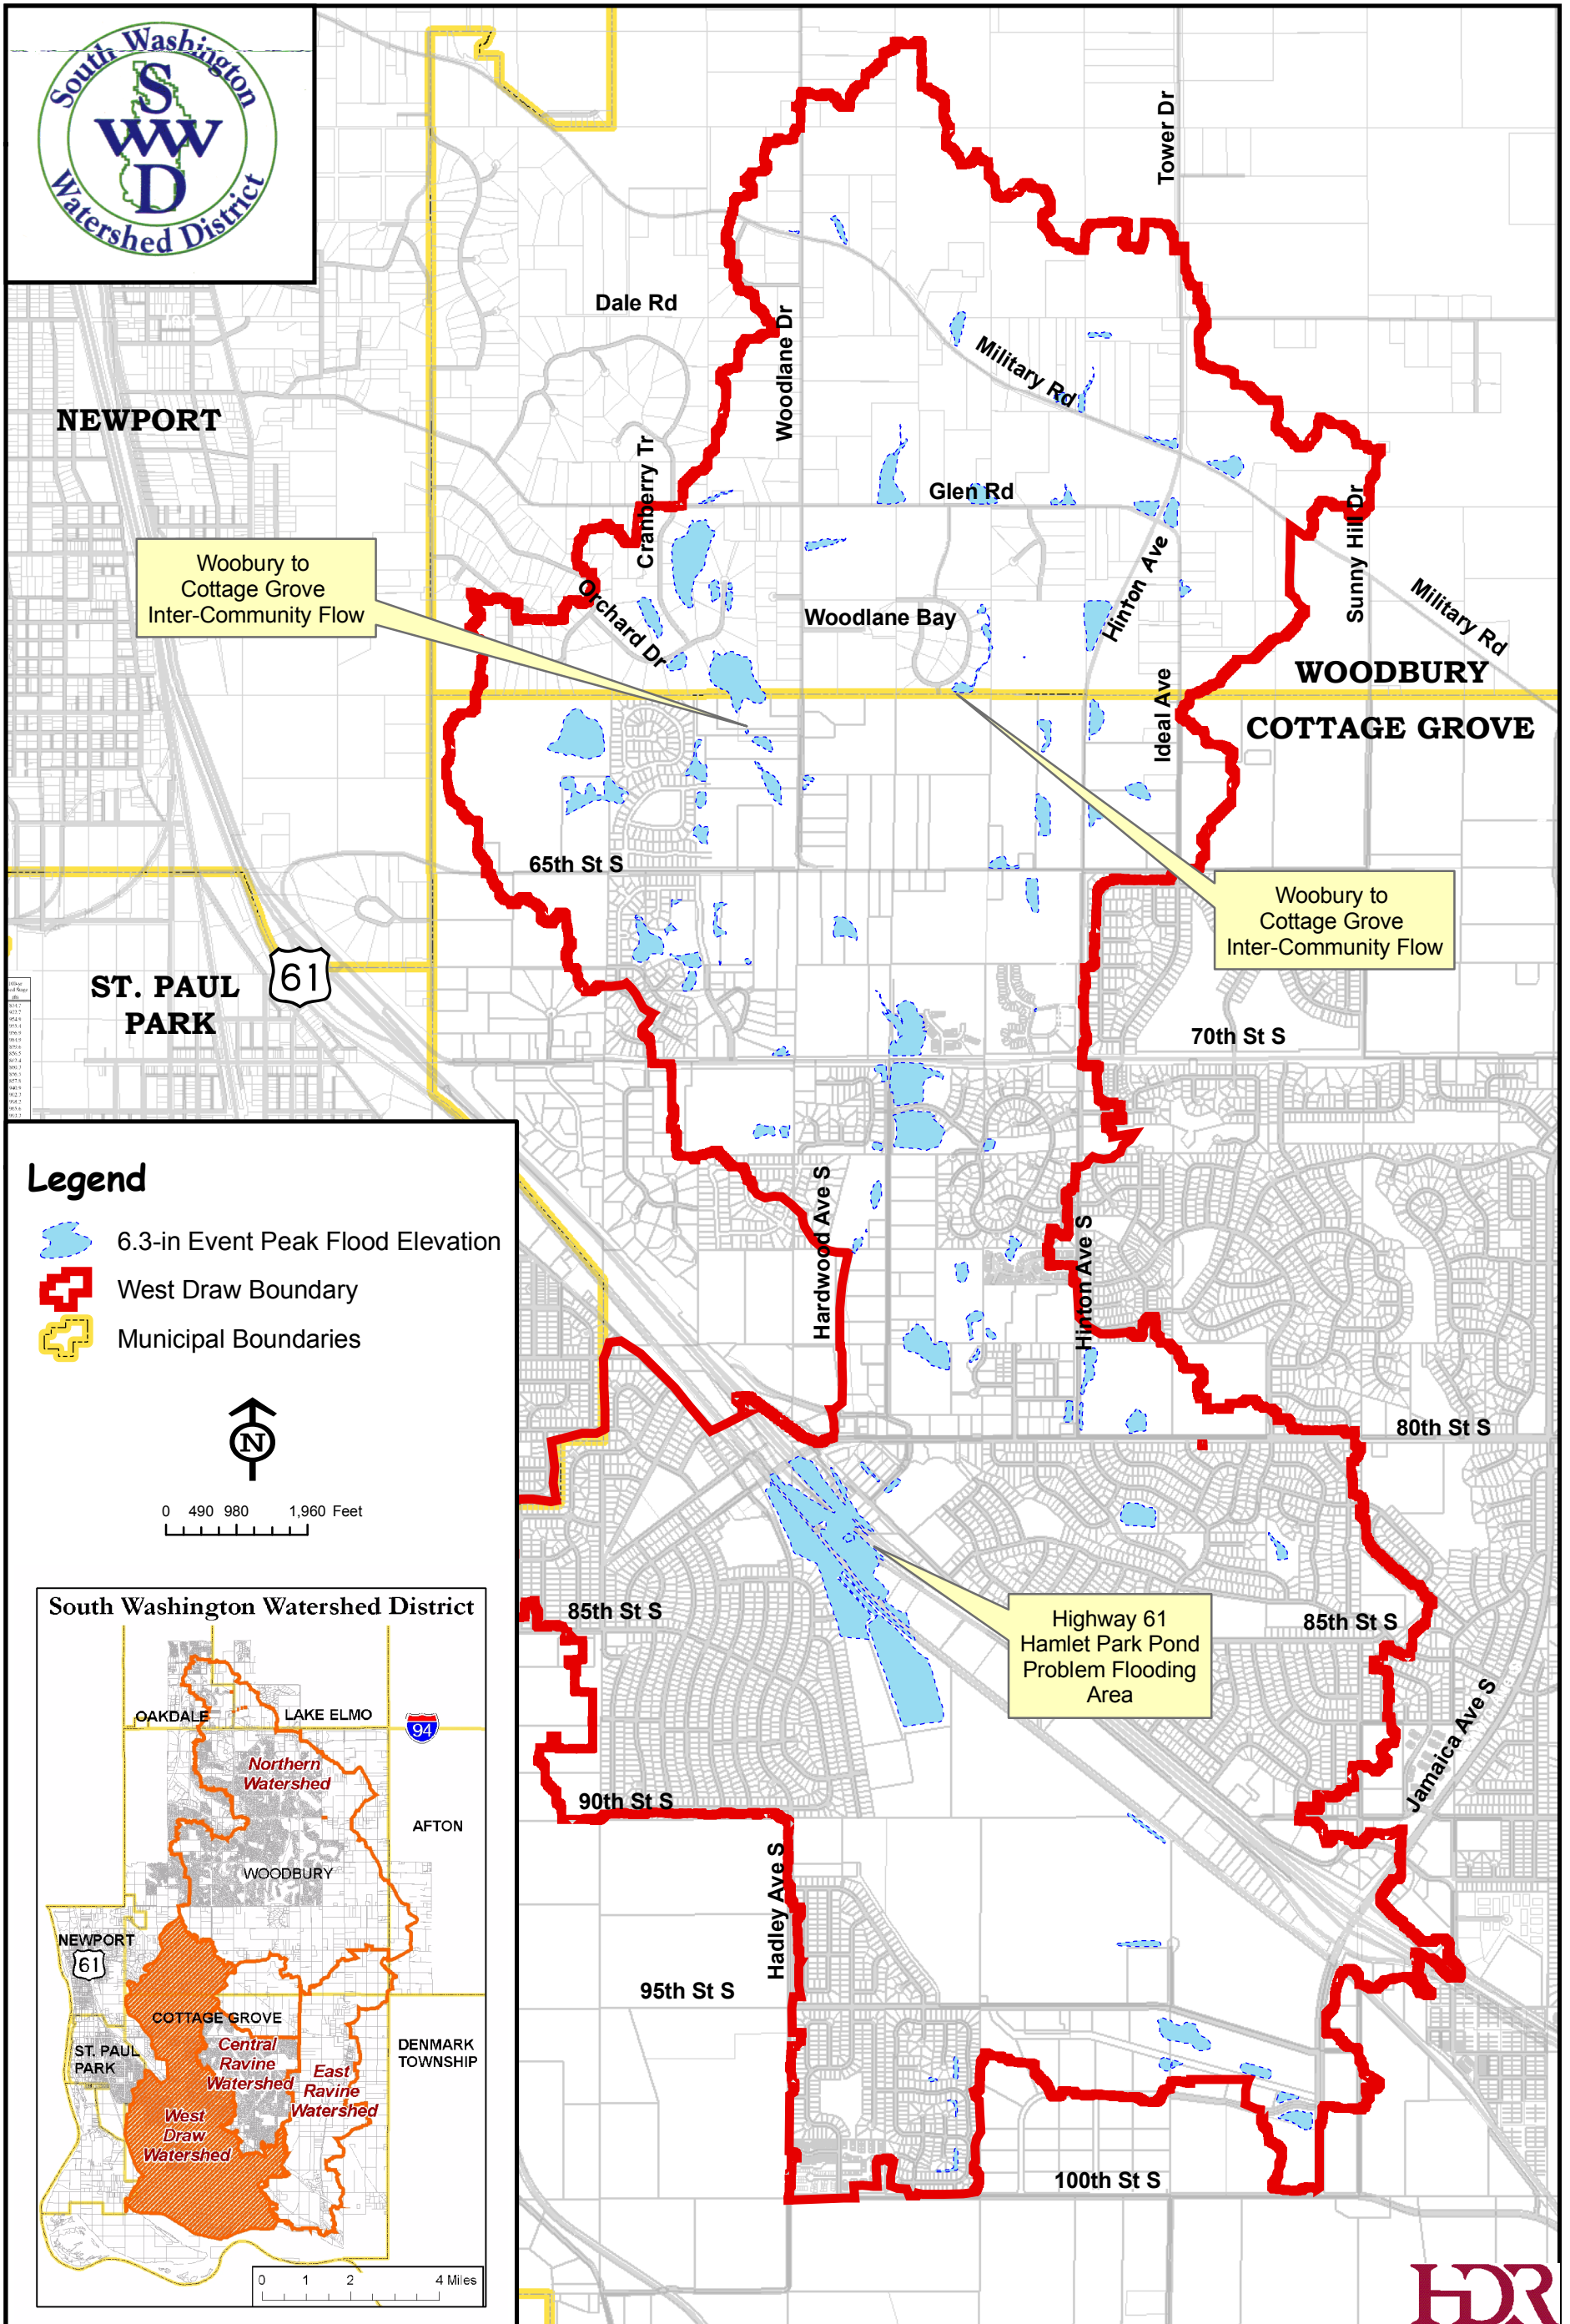 South Washington
S
WW
D
Watershed District
Tower Dr
Dale Rd
Woodlane Dr
Military Rd
NEWPORT
Cranberry Tr
Glen Rd
Sunny Hill Dr
Woobury to
Cottage Grove
Inter-Community Flow
Orchard Dr
Woodlane Bay
Hinton Ave
Military Rd
WOODBURY
Ideal Ave
COTTAGE GROVE
65th St S
Woobury to
Cottage Grove
Inter-Community Flow
ST. PAUL
PARK
61
70th St S
Legend
6.3-in Event Peak Flood Elevation
West Draw Boundary
Municipal Boundaries
N
0 490 980 1,960 Feet
Hardwood Ave S
Hinton Ave S
80th St S
85th St S
Highway 61
Hamlet Park Pond
Problem Flooding
Area
85th St S
Jamaica Ave S
90th St S
Hadley Ave S
95th St S
100th St S
South Washington Watershed District
OAKDALE
LAKE ELMO
94
Northern
Watershed
AFTON
WOODBURY
NEWPORT
61
COTTAGE GROVE
ST. PAUL
PARK
Central
Ravine
Watershed
East
Ravine
Watershed
DENMARK
TOWNSHIP
West
Draw
Watershed
0 1 2 4 Miles
HDR